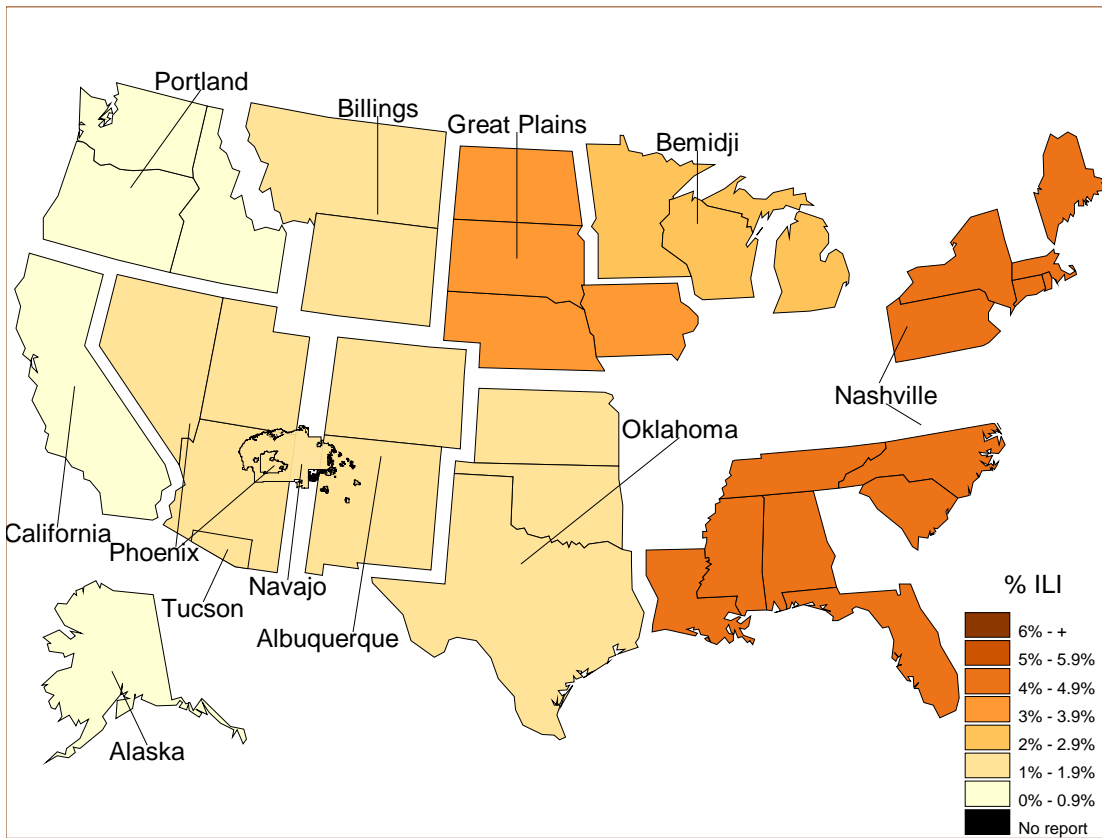 Portland
Billings
Great Plains
Bemidji
Nashville
Oklahoma
California
Phoenix
Navajo
Tucson
Albuquerque
Alaska
% ILI
6% - +
5% - 5.9%
4% - 4.9%
3% - 3.9%
2% - 2.9%
1% - 1.9%
0% - 0.9%
No report